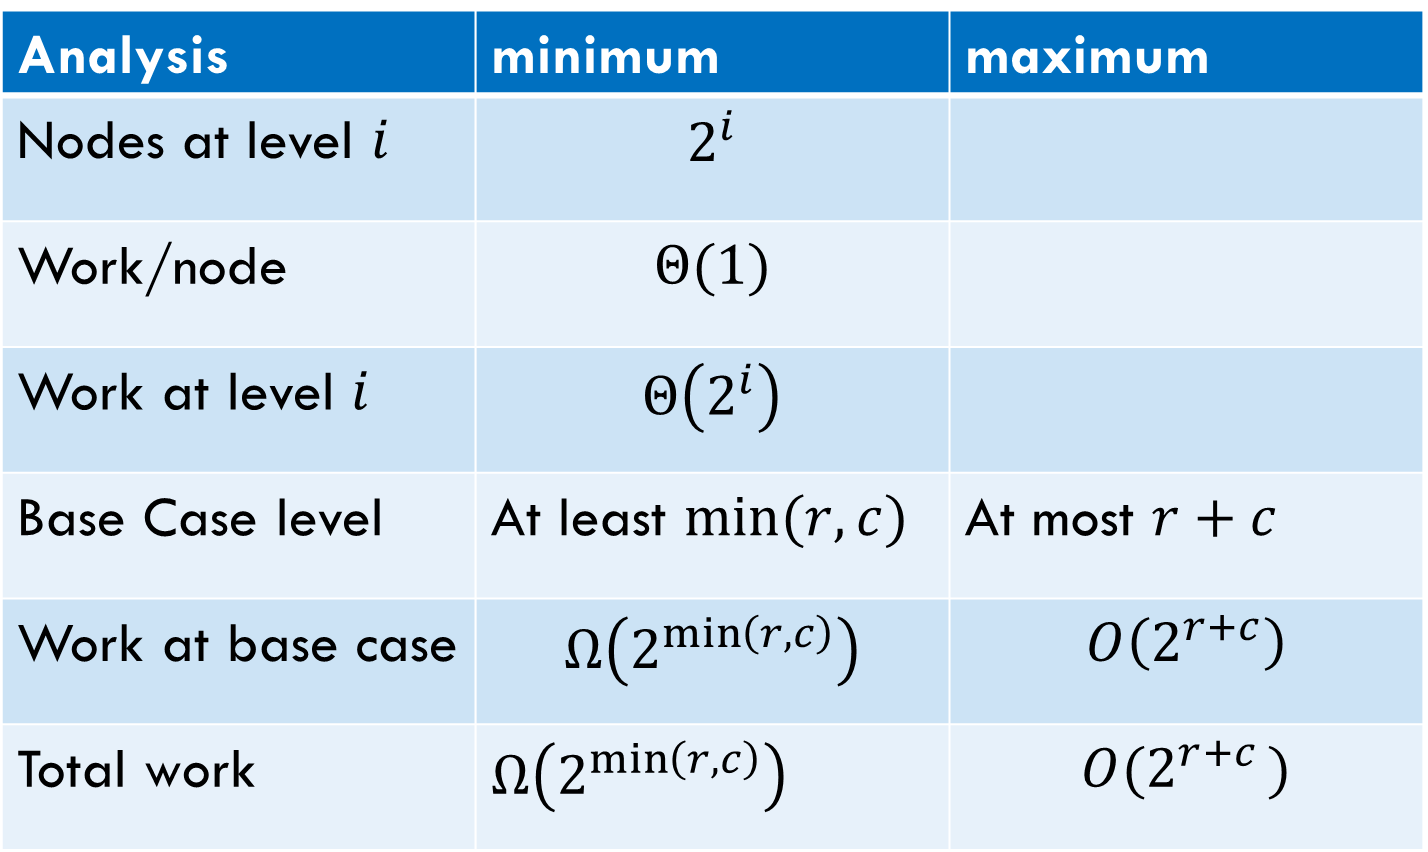 Analysis minimum maximum
Nodes at level 𝑖 2^𝑖
Work/node Θ(1)
Work at level 𝑖 Θ(2^𝑖)
Base Case level At least min(𝑟, 𝑐) At most 𝑟 + 𝑐
Work at base case Ω(2^min(𝑟,𝑐)) 𝑂(2^𝑟+𝑐)
Total work Ω(2^min(𝑟,𝑐)) 𝑂(2^𝑟+𝑐)